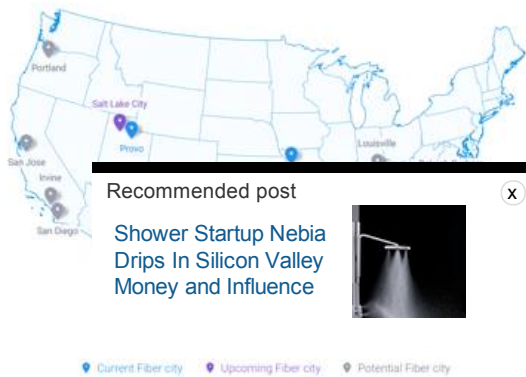 Portland
Salt Lake City
Provo
Louisville
San Jose
Irvine
San Diego
Recommended post
X
Shower Startup Nebia
Drips In Silicon Valley
Money and Influence
Current Fiber city
Upcoming Fiber city
Potential Fiber city